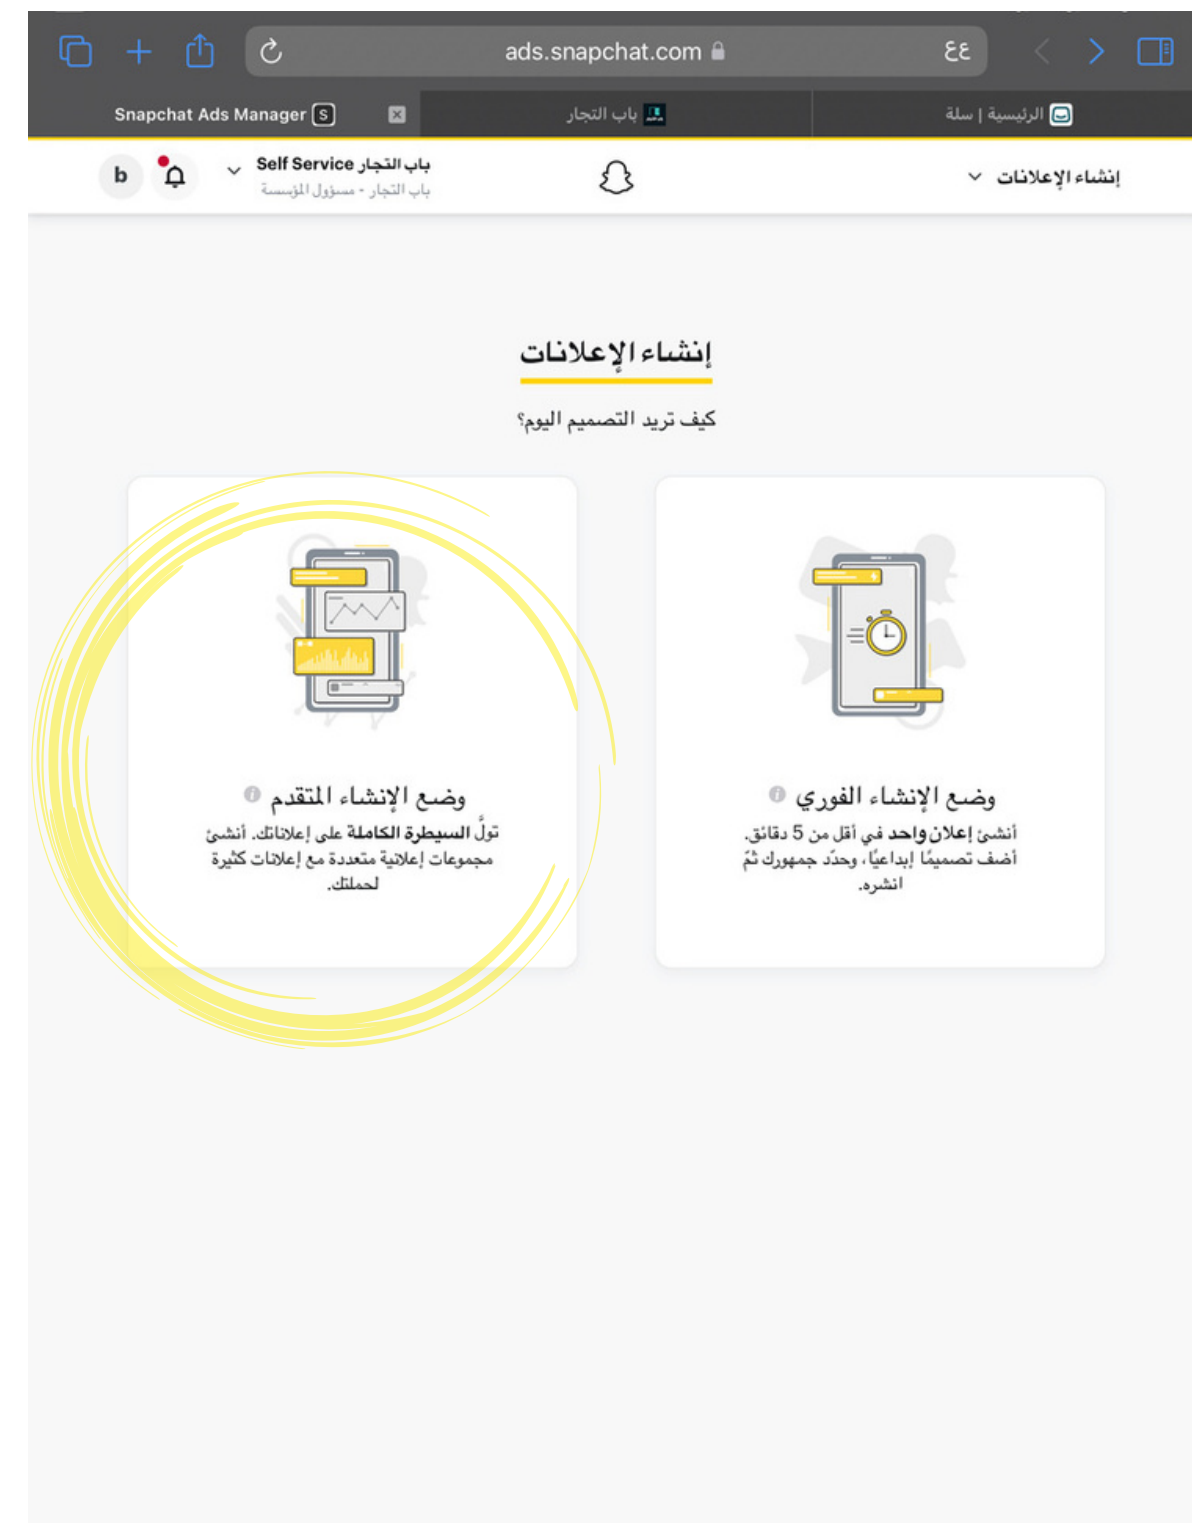 ads.snapchat.com
عع
Snapchat Ads Manager
باب التجار
الرئيسية | سلة
b
باب التجار Self Service
باب التجار - مسؤول المؤسسة
إنشاء الإعلانات
إنشاء الإعلانات
كيف تريد التصميم اليوم؟
وضع الإنشاء الفوري
أنشئ إعلان واحد في أقل من 5 دقائق.
أضف تصميمًا إبداعيًا، وحدّد جمهورك ثمّ
انشره.
وضع الإنشاء المتقدم
تولَّ السيطرة الكاملة على إعلاناتك. أنشئ
مجموعات إعلانية متعددة مع إعلانات كثيرة
لحملتك.